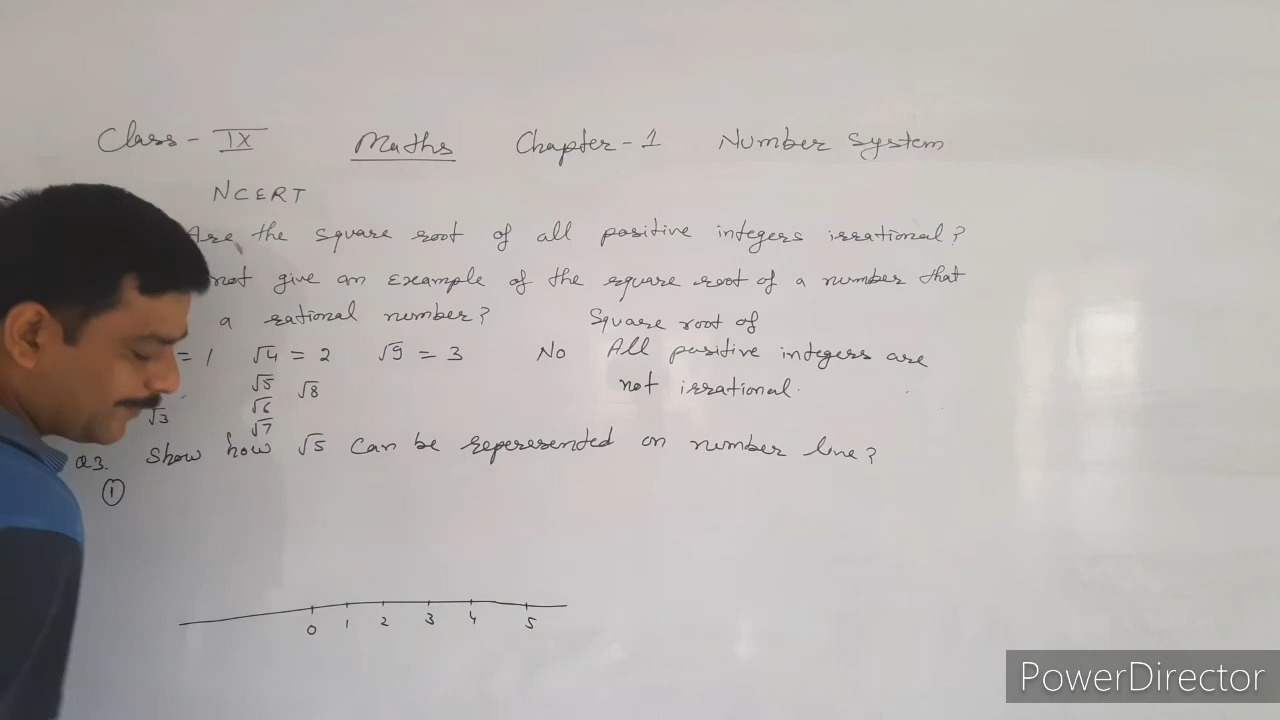 Class - IX Maths Chapter - 1 Number System
NCERT
Are the square root of all positive integers irrational?
not give an example of the square root of a number that
a rational number?
Square root of
= 1 √4 = 2 √9 = 3 No All positive integers are
√5 √8 not irrational.
√3 √6
√7
Q3. Show how √5 can be reperesented on number line?
①
0 1 2 3 4 5
PowerDirector